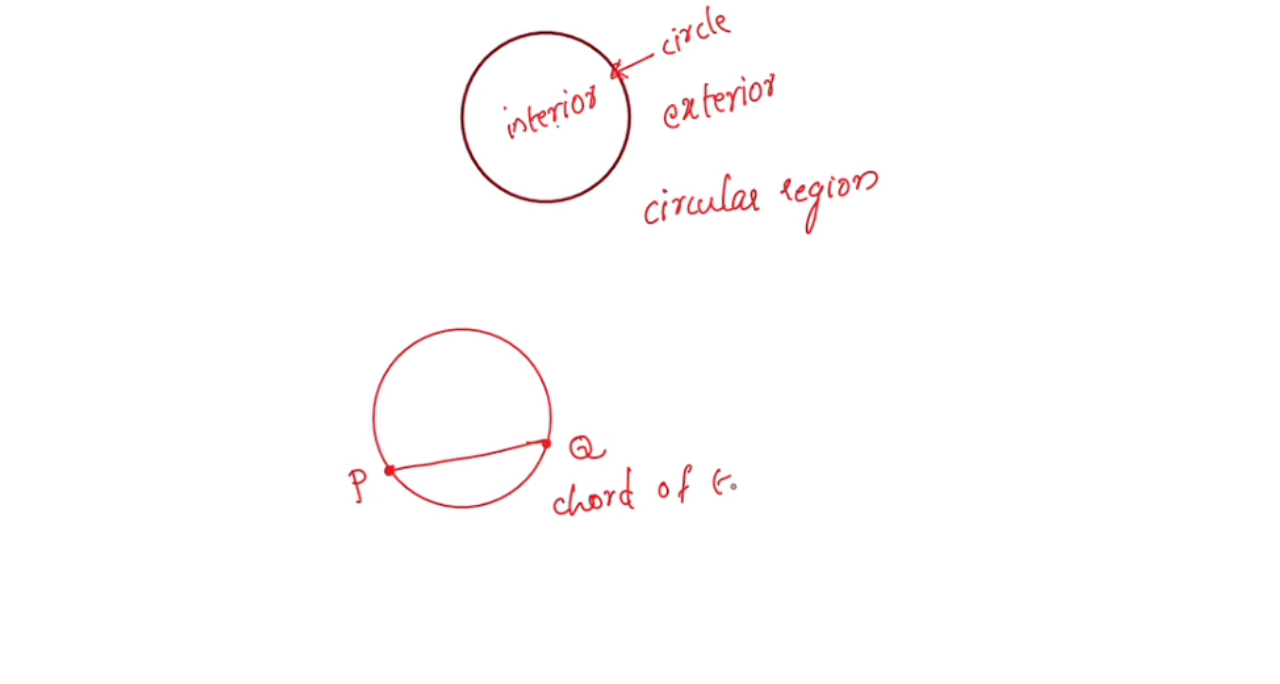 circle
interior
exterior
circular region
P
Q
chord of